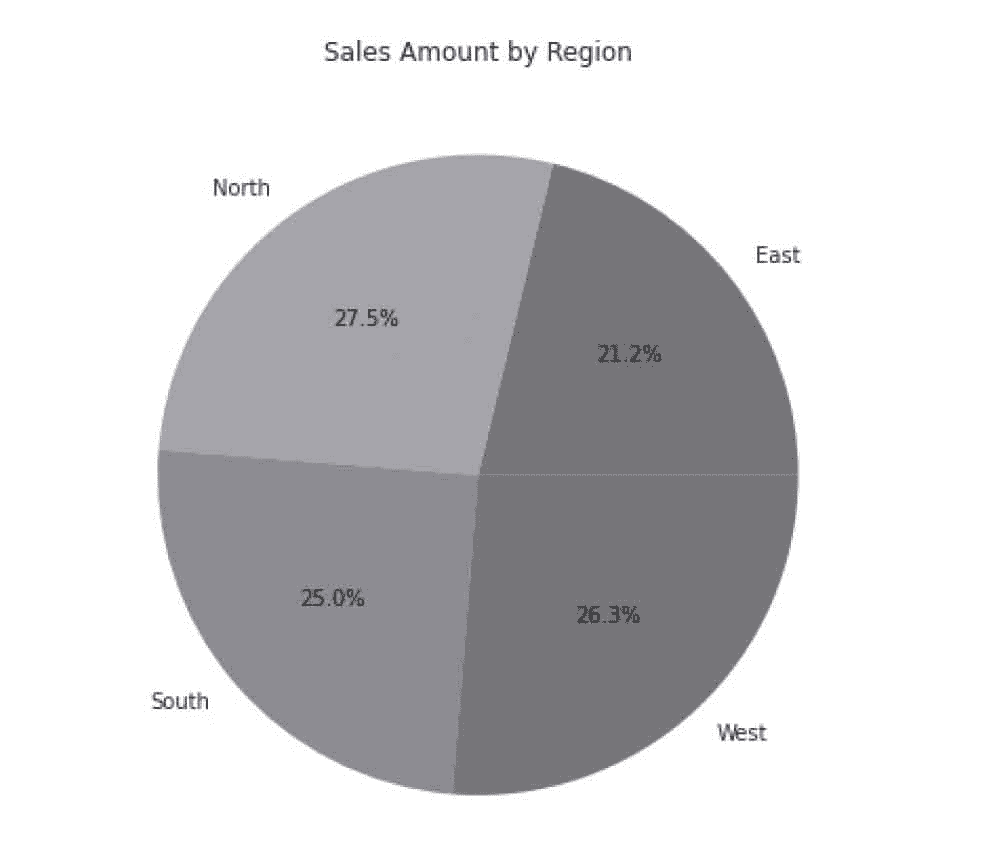 Sales Amount by Region
North
East
27.5%
21.2%
25.0%
26.3%
South
West